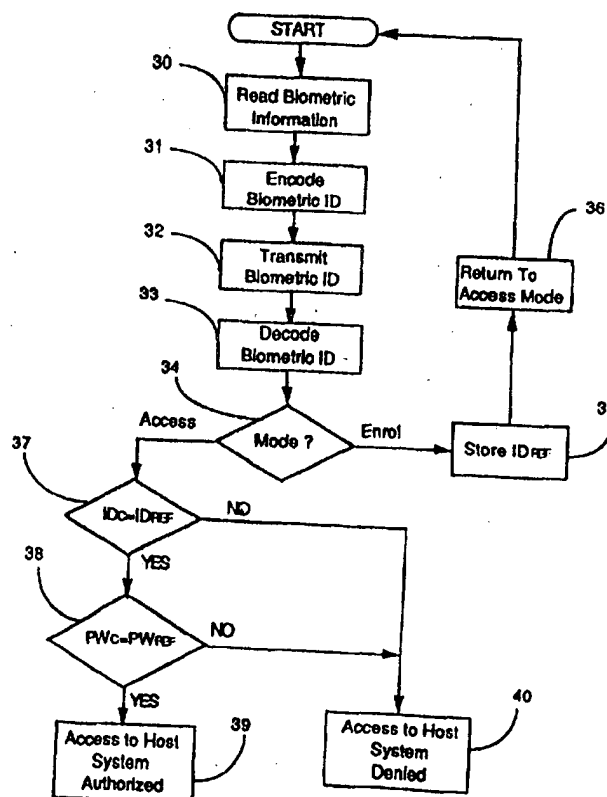 START
30
Read Biometric
Information
31
Encode
Biometric ID
32
Transmit
Biometric ID
36
Return To
Access Mode
33
Decode
Biometric ID
34
Mode ?
Access
Enrol
Store IDREF
3
37
IDC=IDREF
NO
YES
38
PWC=PWREF
NO
YES
39
Access to Host
System
Authorized
40
Access to Host
System
Denied